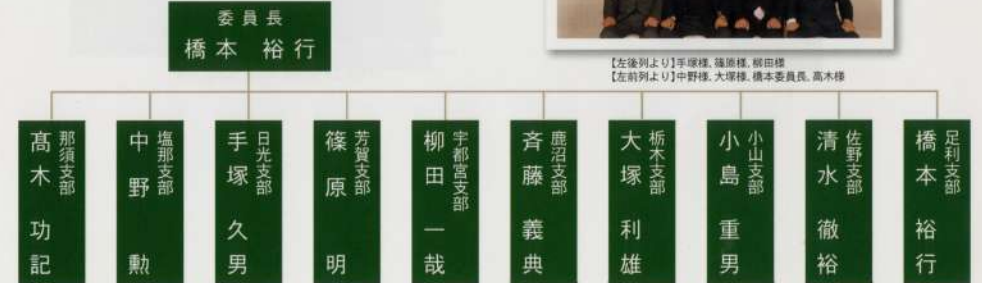 委員長
橋本 裕行
【左後列より】手塚様、篠原様、柳田様
【左前列より】中野様、大塚様、橋本委員長、高木様
那須支部
髙木 功記
塩那支部
中野 勲
日光支部
手塚 久男
芳賀支部
篠原 明
宇都宮支部
柳田 一哉
鹿沼支部
斉藤 義典
栃木支部
大塚 利雄
小山支部
小島 重男
佐野支部
清水 徹裕
足利支部
橋本 裕行